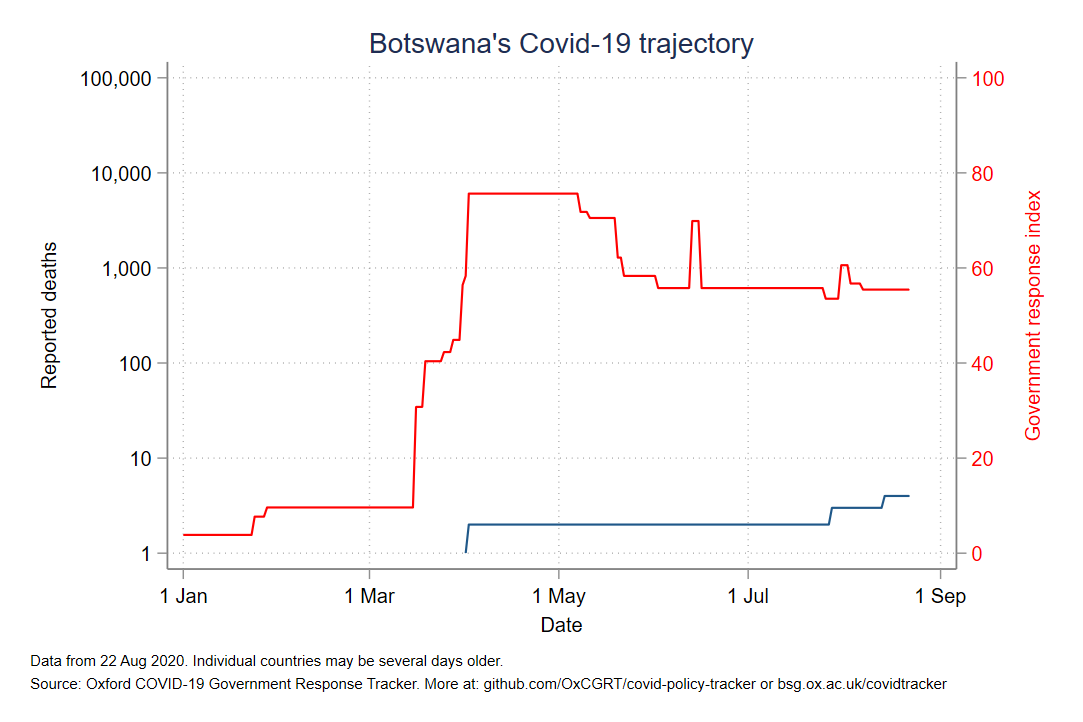 Botswana's Covid-19 trajectory
100,000
10,000
1,000
100
10
1
Reported deaths
100
80
60
40
20
0
Government response index
1 Jan
1 Mar
1 May
1 Jul
1 Sep
Date
Data from 22 Aug 2020. Individual countries may be several days older.
Source: Oxford COVID-19 Government Response Tracker. More at: github.com/OxCGRT/covid-policy-tracker or bsg.ox.ac.uk/covidtracker